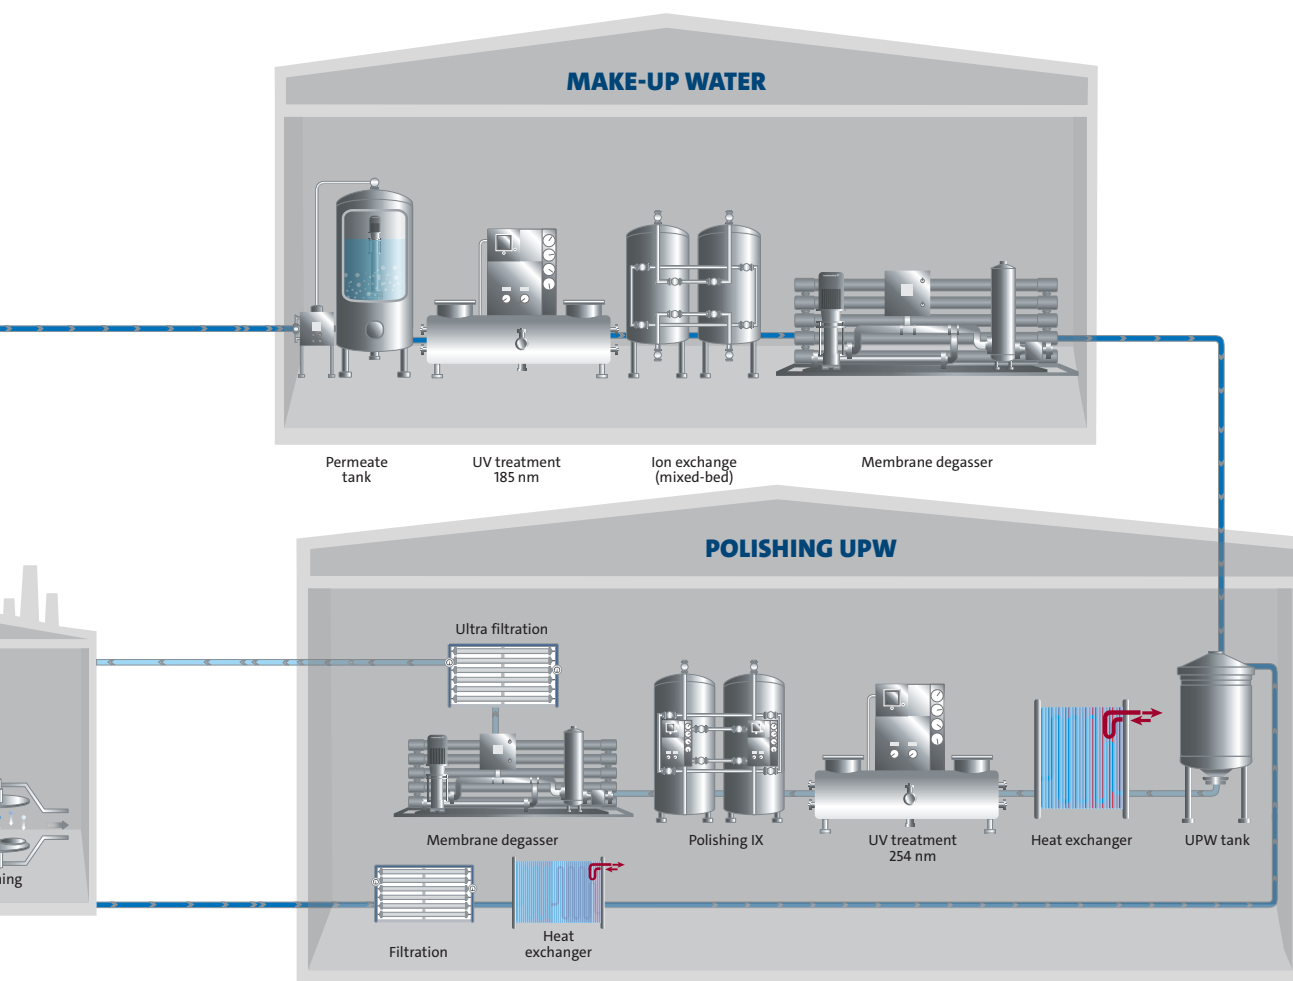 MAKE-UP WATER
Permeate
tank
UV treatment
185 nm
Ion exchange
(mixed-bed)
Membrane degasser
POLISHING UPW
Ultra filtration
Membrane degasser
Polishing IX
UV treatment
254 nm
Heat exchanger
UPW tank
Filtration
Heat
exchanger